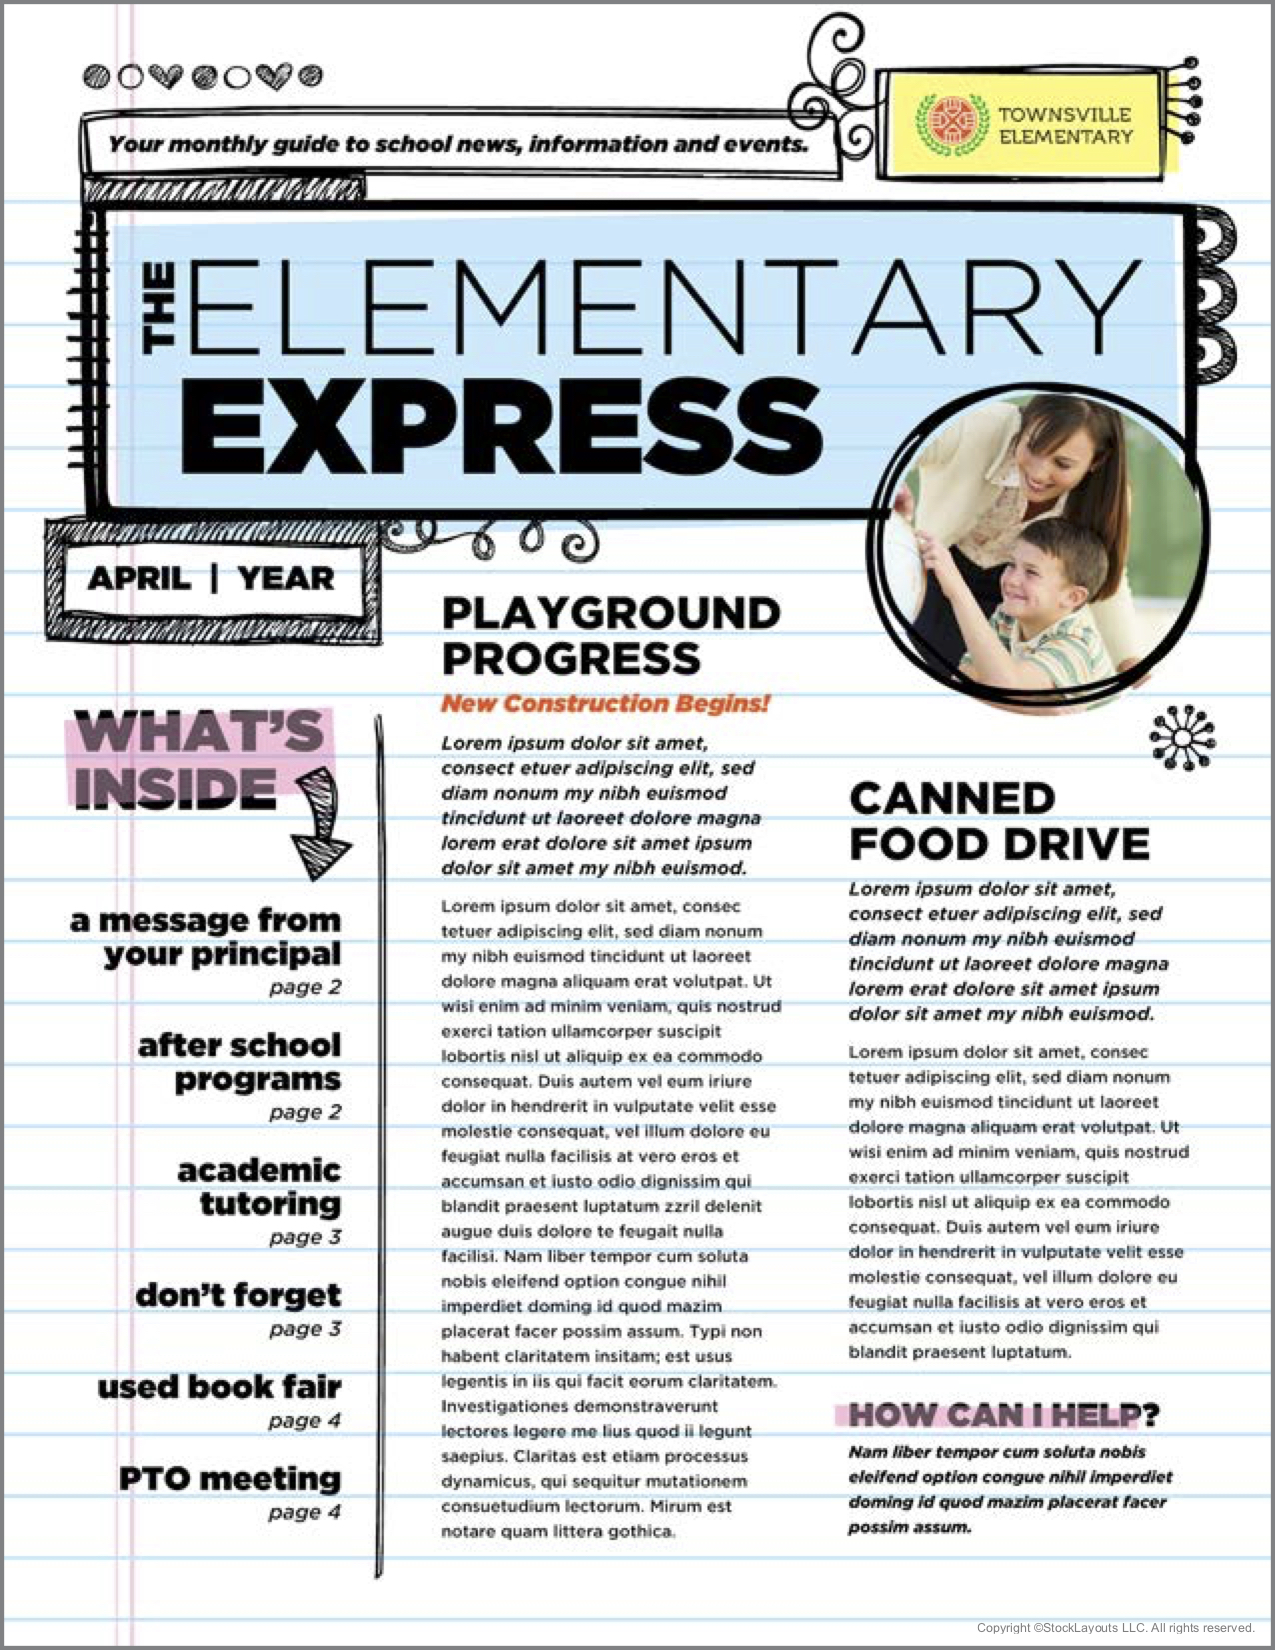 Your monthly guide to school news, information and events.
TOWNSVILLE
ELEMENTARY
THE
ELEMENTARY
EXPRESS
APRIL | YEAR
WHAT'S
INSIDE
a message from
your principal
page 2
after school
programs
page 2
academic
tutoring
page 3
don't forget
page 3
used book fair
page 4
PTO meeting
page 4
PLAYGROUND
PROGRESS
New Construction Begins!
Lorem ipsum dolor sit amet,
consect etuer adipiscing elit, sed
diam nonum my nibh euismod
tincidunt ut laoreet dolore magna
lorem erat dolore sit amet ipsum
dolor sit amet my nibh euismod.
Lorem ipsum dolor sit amet, consec
tetuer adipiscing elit, sed diam nonum
my nibh euismod tincidunt ut laoreet
dolore magna aliquam erat volutpat. Ut
wisi enim ad minim veniam, quis nostrud
exerci tation ullamcorper suscipit
lobortis nisl ut aliquip ex ea commodo
consequat. Duis autem vel eum iriure
dolor in hendrerit in vulputate velit esse
molestie consequat, vel illum dolore eu
feugiat nulla facilisis at vero eros et
accumsan et iusto odio dignissim qui
blandit praesent luptatum zzril delenit
augue duis dolore te feugait nulla
facilisi. Nam liber tempor cum soluta
nobis eleifend option congue nihil
imperdiet doming id quod mazim
placerat facer possim assum. Typi non
habent claritatem insitam; est usus
legentis in iis qui facit eorum claritatem.
Investigationes demonstraverunt
lectores legere me lius quod ii legunt
saepius. Claritas est etiam processus
dynamicus, qui sequitur mutationem
consuetudium lectorum. Mirum est
notare quam littera gothica.
CANNED
FOOD DRIVE
Lorem ipsum dolor sit amet,
consect etuer adipiscing elit, sed
diam nonum my nibh euismod
tincidunt ut laoreet dolore magna
lorem erat dolore sit amet ipsum
dolor sit amet my nibh euismod.
Lorem ipsum dolor sit amet, consec
tetuer adipiscing elit, sed diam nonum
my nibh euismod tincidunt ut laoreet
dolore magna aliquam erat volutpat. Ut
wisi enim ad minim veniam, quis nostrud
exerci tation ullamcorper suscipit
lobortis nisl ut aliquip ex ea commodo
consequat. Duis autem vel eum iriure
dolor in hendrerit in vulputate velit esse
molestie consequat, vel illum dolore eu
feugiat nulla facilisis at vero eros et
accumsan et iusto odio dignissim qui
blandit praesent luptatum.
HOW CAN I HELP?
Nam liber tempor cum soluta nobis
eleifend option congue nihil imperdiet
doming id quod mazim placerat facer
possim assum.
Copyright ©StockLayouts LLC. All rights reserved.